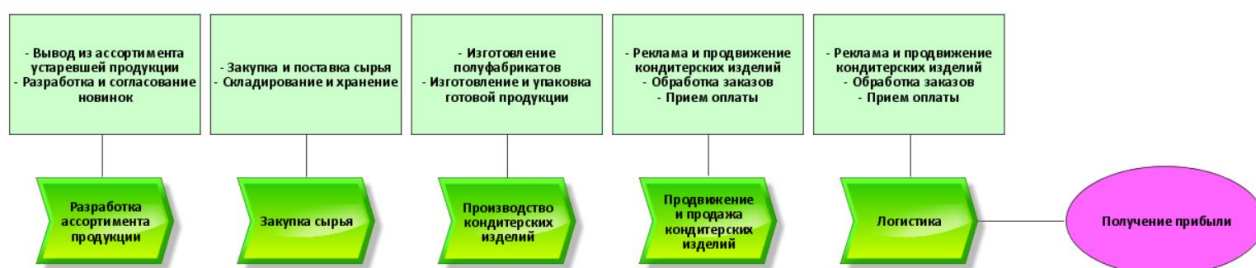 - Вывод из ассортимента
устаревшей продукции
- Разработка и согласование
новинок
- Закупка и поставка сырья
- Складирование и хранение
- Изготовление
полуфабрикатов
- Изготовление и упаковка
готовой продукции
- Реклама и продвижение
кондитерских изделий
- Обработка заказов
- Прием оплаты
- Реклама и продвижение
кондитерских изделий
- Обработка заказов
- Прием оплаты
Разработка
ассортимента
продукции
Закупка сырья
Производство
кондитерских
изделий
Продвижение
и продажа
кондитерских
изделий
Логистика
Получение прибыли